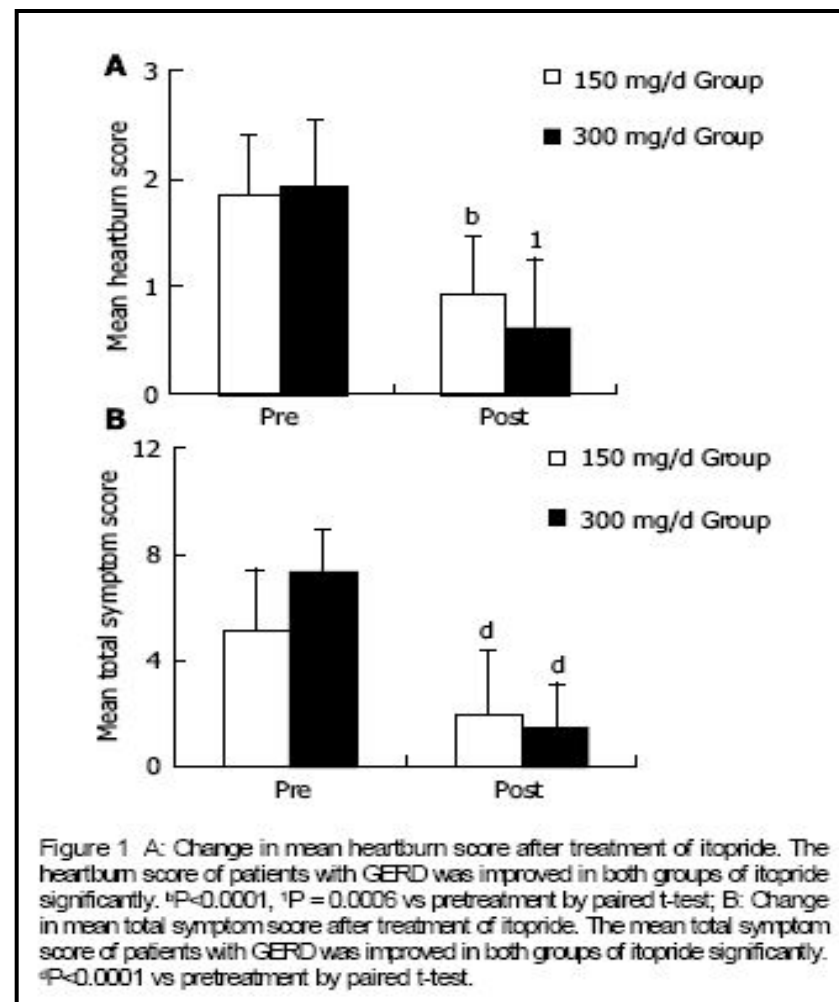 A
3
2
1
0
Mean heartburn score
150 mg/d Group
300 mg/d Group
b
1
Pre
Post
B
12
8
4
0
Mean total symptom score
150 mg/d Group
300 mg/d Group
d
d
Pre
Post
Figure 1 A: Change in mean heartburn score after treatment of itopride. The
heartburn score of patients with GERD was improved in both groups of itopride
significantly. ᵇP<0.0001, ¹P = 0.0006 vs pretreatment by paired t-test; B: Change
in mean total symptom score after treatment of itopride. The mean total symptom
score of patients with GERD was improved in both groups of itopride significantly.
ᵈP<0.0001 vs pretreatment by paired t-test.